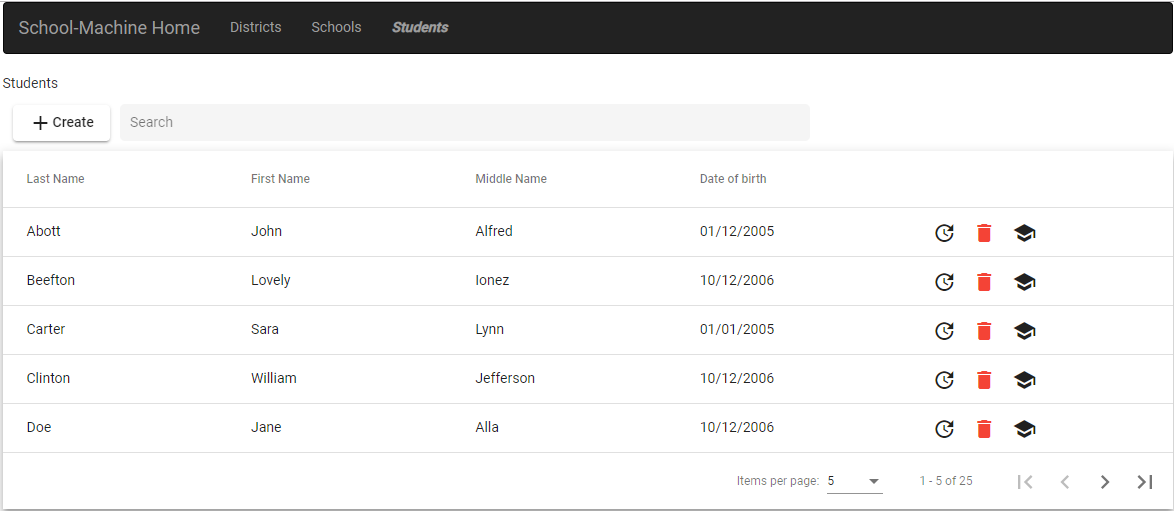 School-Machine Home Districts Schools Students
Students
Create Search
Last Name First Name Middle Name Date of birth
Abott John Alfred 01/12/2005
Beefton Lovely Ionez 10/12/2006
Carter Sara Lynn 01/01/2005
Clinton William Jefferson 10/12/2006
Doe Jane Alla 10/12/2006
Items per page: 5 1 - 5 of 25